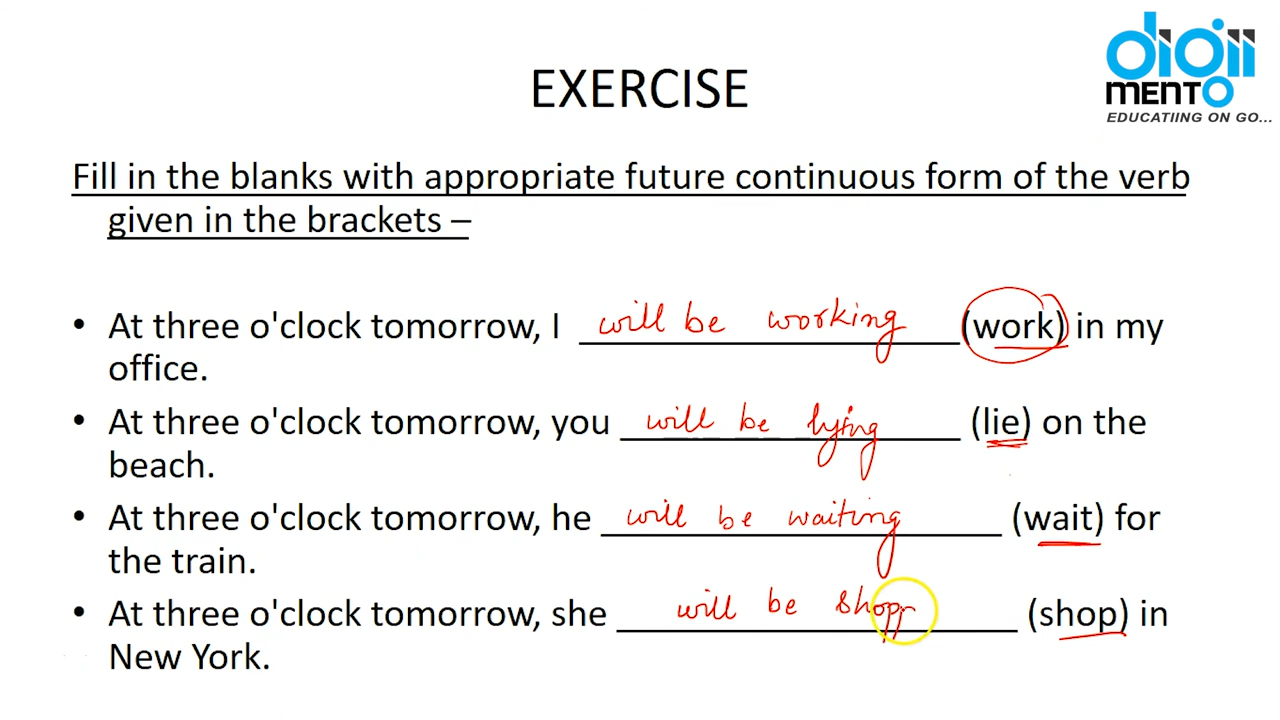 digii
MENTO
EDUCATIING ON GO...
EXERCISE
Fill in the blanks with appropriate future continuous form of the verb
given in the brackets –
• At three o'clock tomorrow, I will be working (work) in my
office.
• At three o'clock tomorrow, you will be lying (lie) on the
beach.
• At three o'clock tomorrow, he will be waiting (wait) for
the train.
• At three o'clock tomorrow, she will be shopp (shop) in
New York.